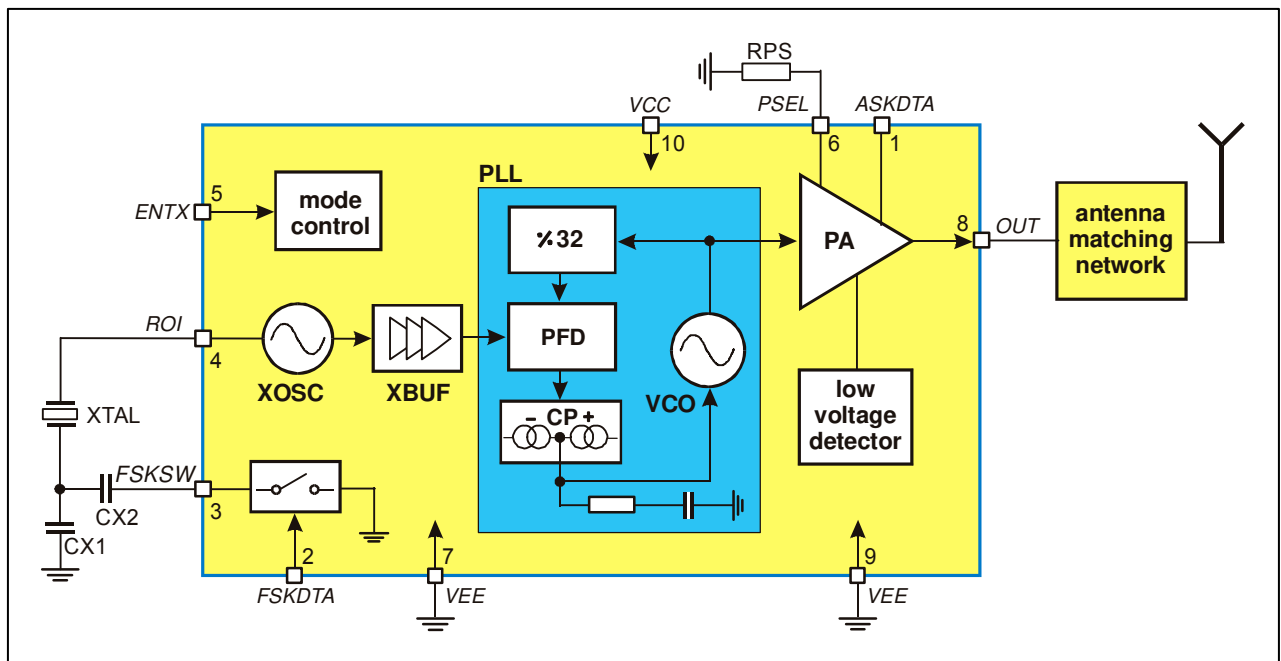 RPS
VCC
PSEL
ASKDTA
10
6
1
PLL
5
ENTX
mode
control
٪32
PA
8
OUT
antenna
matching
network
ROI
4
XOSC
XBUF
PFD
VCO
low
voltage
detector
XTAL
- CP +
FSKSW
3
CX2
CX1
2
7
9
FSKDTA
VEE
VEE